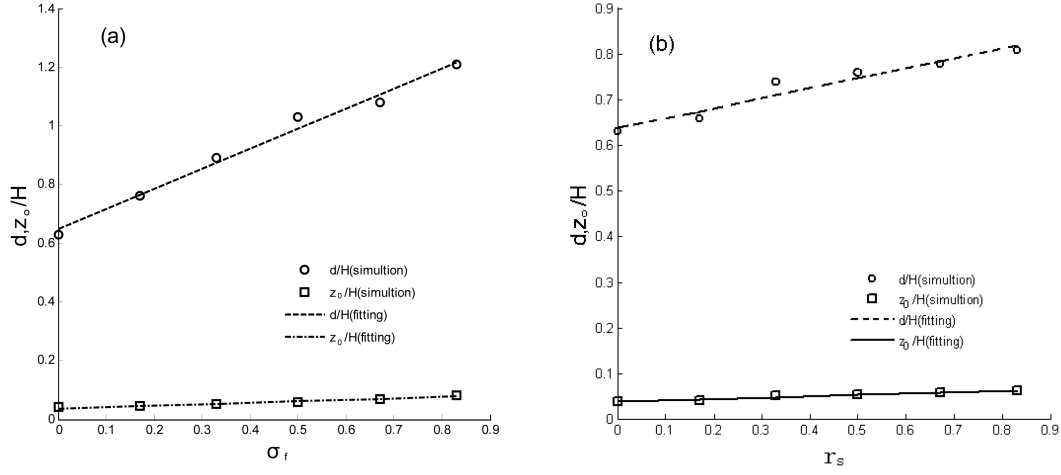 (a)
1.4
1.2
1
0.8
0.6
0.4
0.2
0
d,z₀/H
d/H(simultion)
z₀/H(simultion)
d/H(fitting)
z₀/H(fitting)
0 0.1 0.2 0.3 0.4 0.5 0.6 0.7 0.8 0.9
σf
(b)
0.9
0.8
0.7
0.6
0.5
0.4
0.3
0.2
0.1
0
d,z₀/H
d/H(simultion)
z₀/H(simultion)
d/H(fitting)
z₀/H(fitting)
0 0.1 0.2 0.3 0.4 0.5 0.6 0.7 0.8 0.9
rs